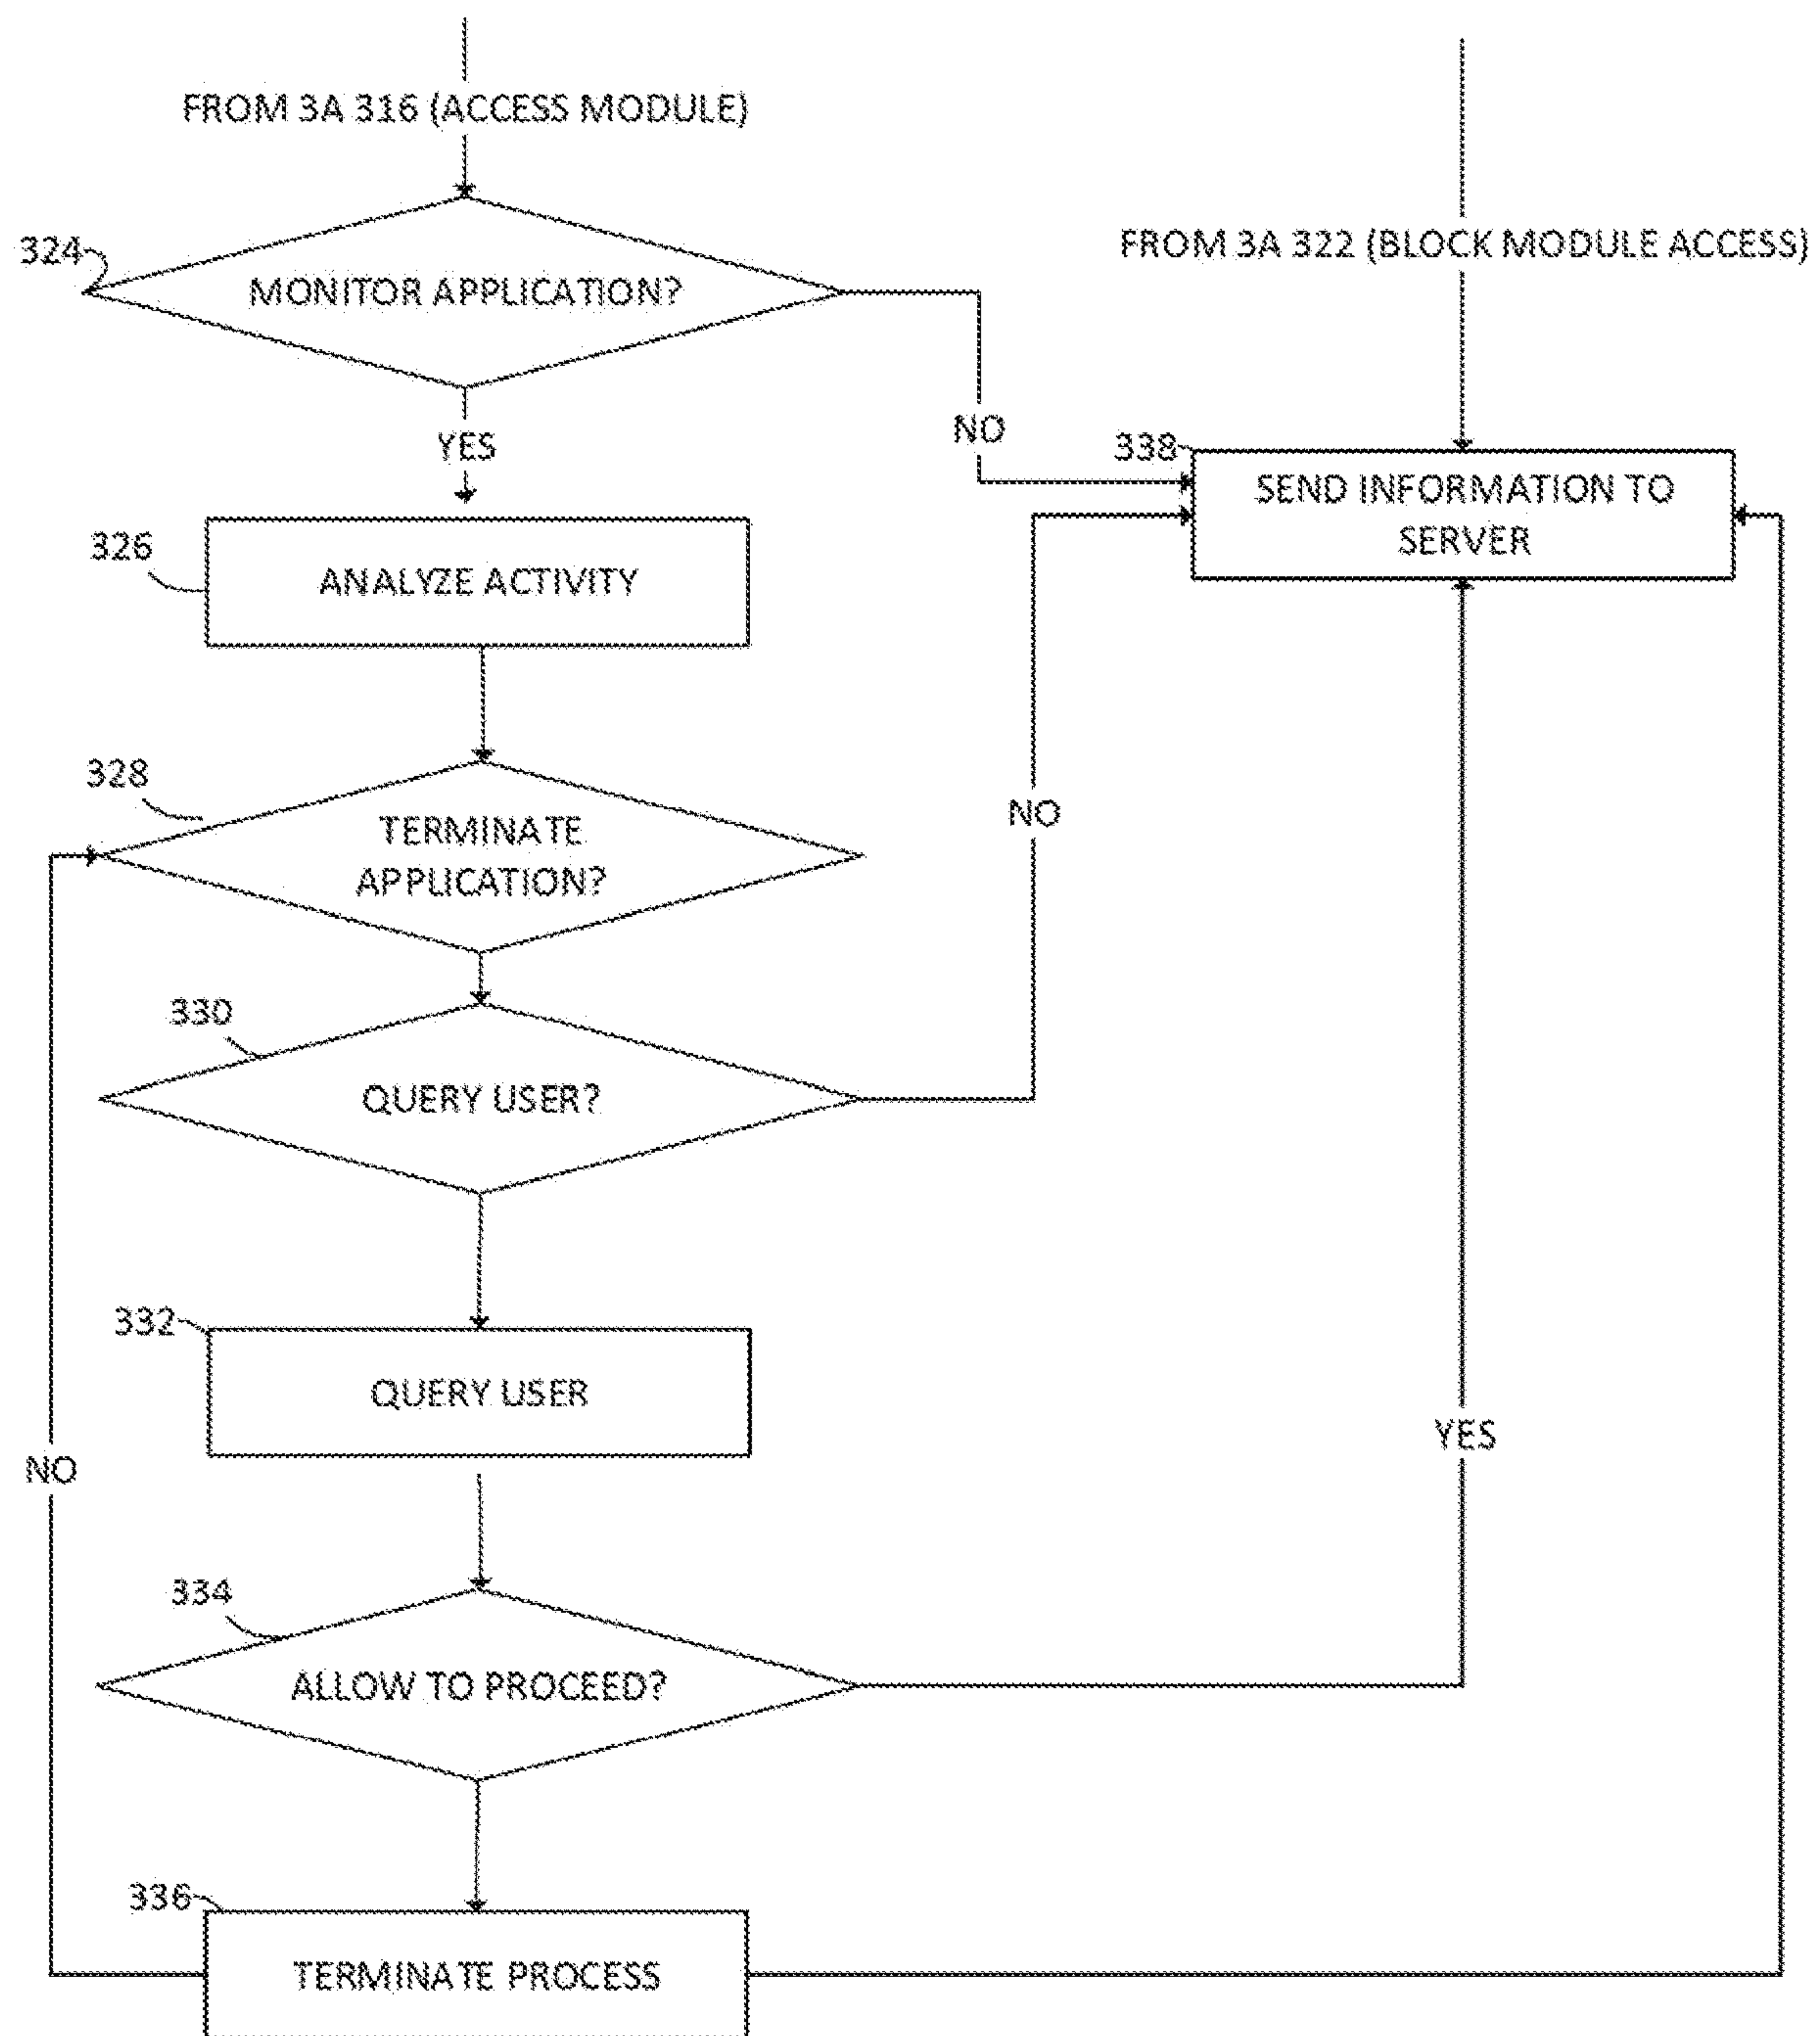 FROM 3A 316 (ACCESS MODULE)
FROM 3A 322 (BLOCK MODULE ACCESS)
324
MONITOR APPLICATION?
YES
NO
338
SEND INFORMATION TO
SERVER
326
ANALYZE ACTIVITY
328
TERMINATE
APPLICATION?
NO
330
QUERY USER?
332
QUERY USER
NO
YES
334
ALLOW TO PROCEED?
336
TERMINATE PROCESS